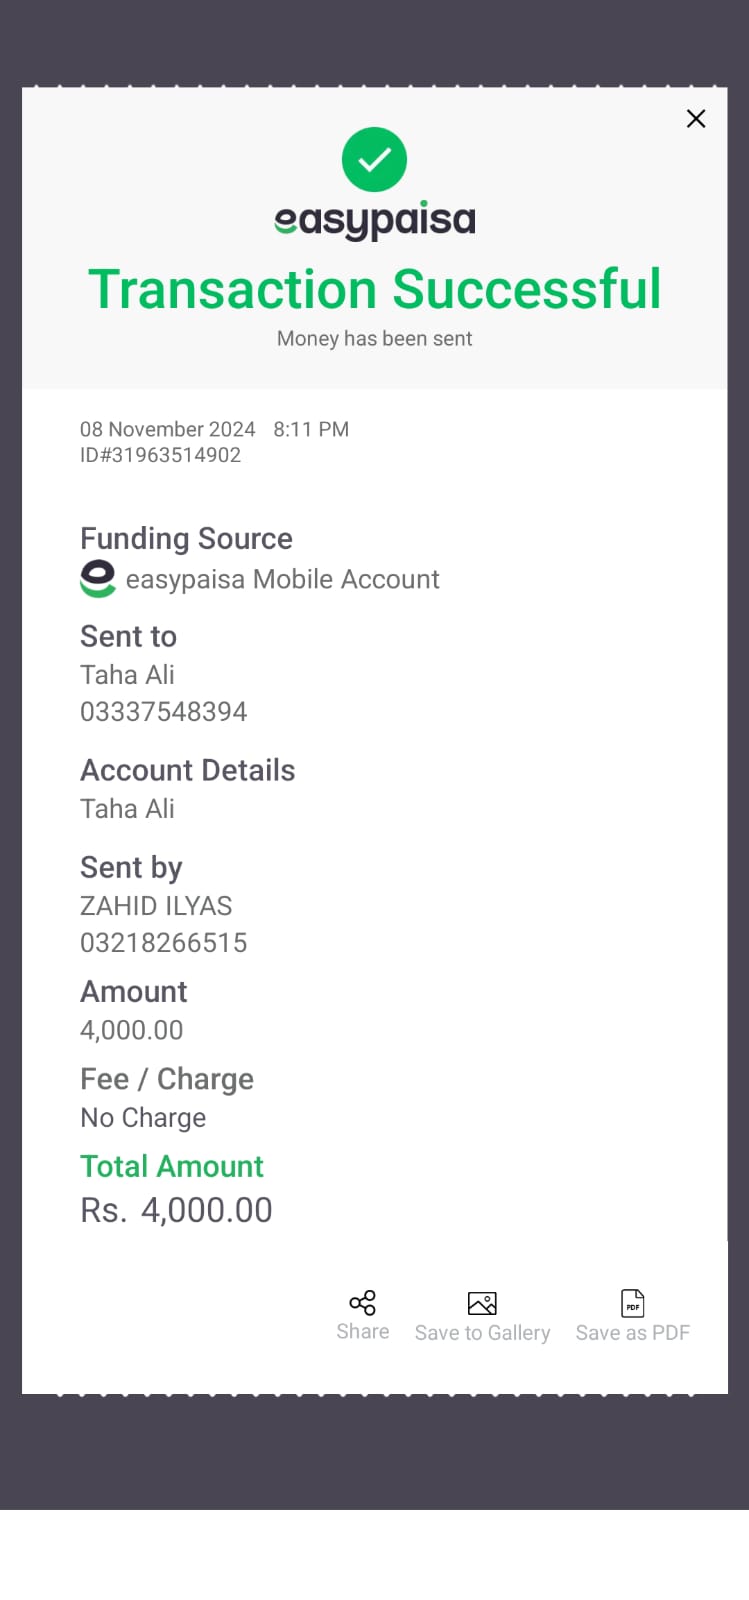 easypaisa
Transaction Successful
Money has been sent
08 November 2024 8:11 PM
ID#31963514902
Funding Source
easypaisa Mobile Account
Sent to
Taha Ali
03337548394
Account Details
Taha Ali
Sent by
ZAHID ILYAS
03218266515
Amount
4,000.00
Fee / Charge
No Charge
Total Amount
Rs. 4,000.00
PDF
Share Save to Gallery Save as PDF